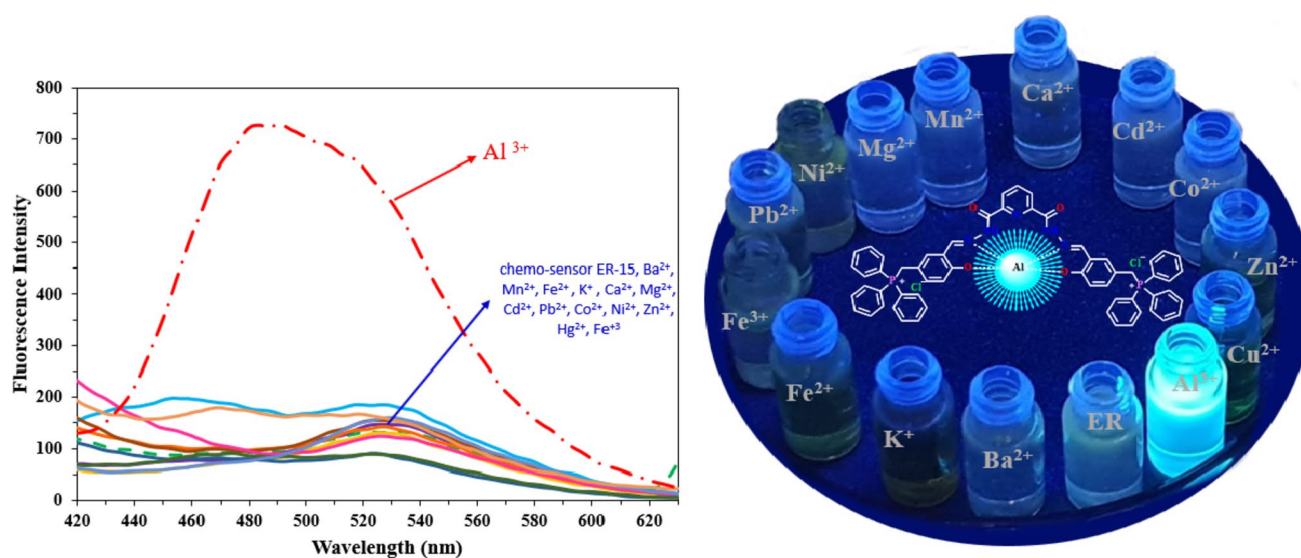 800
700
600
500
400
300
200
100
0
420 440 460 480 500 520 540 560 580 600 620
Fluorescence Intensity
Wavelength (nm)
Al 3+
chemo-sensor ER-15, Ba²⁺,
Mn²⁺, Fe²⁺, K⁺ , Ca²⁺, Mg²⁺,
Cd²⁺, Pb²⁺, Co²⁺, Ni²⁺, Zn²⁺,
Hg²⁺, Fe⁺³
Ca²⁺
Mn²⁺
Cd²⁺
Mg²⁺
Ni²⁺
Co²⁺
Pb²⁺
Zn²⁺
O
O
Al
O
O
P
+
Cl
Cl
P
+
Fe³⁺
Cu²⁺
Fe²⁺
Al³⁺
K⁺
Ba²⁺
ER